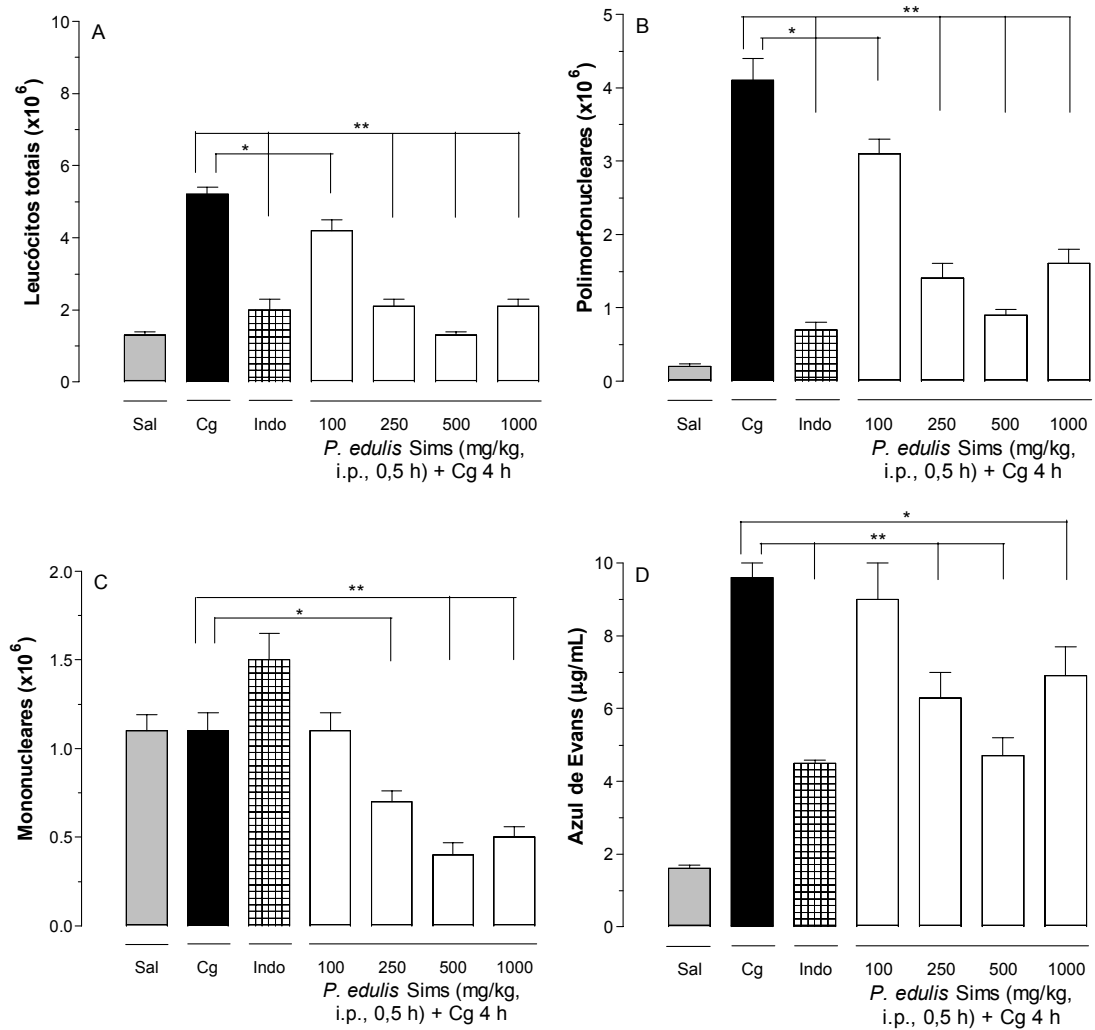 A
Leucócitos totais (x10⁶)
10
8
6
4
2
0
**
*
Sal Cg Indo 100 250 500 1000
P. edulis Sims (mg/kg,
i.p., 0,5 h) + Cg 4 h
B
Polimorfonucleares (x10⁶)
5
4
3
2
1
0
**
*
Sal Cg Indo 100 250 500 1000
P. edulis Sims (mg/kg,
i.p., 0,5 h) + Cg 4 h
C
Mononucleares (x10⁶)
2.0
1.5
1.0
0.5
0.0
**
*
Sal Cg Indo 100 250 500 1000
P. edulis Sims (mg/kg,
i.p., 0,5 h) + Cg 4 h
D
Azul de Evans (µg/mL)
10
8
6
4
2
0
*
**
Sal Cg Indo 100 250 500 1000
P. edulis Sims (mg/kg,
i.p., 0,5 h) + Cg 4 h